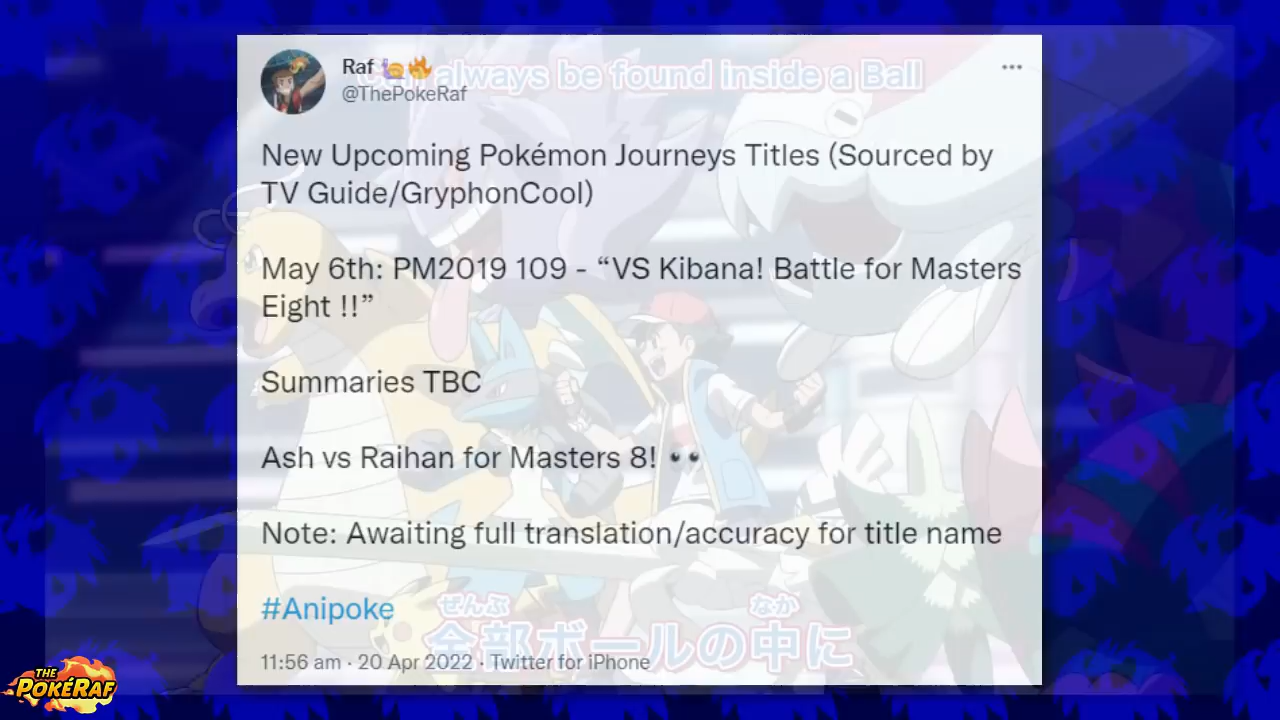 Raf
always be found inside a Ball
@ThePokeRaf
New Upcoming Pokémon Journeys Titles (Sourced by
TV Guide/GryphonCool)
May 6th: PM2019 109 - “VS Kibana! Battle for Masters
Eight !!”
Summaries TBC
Ash vs Raihan for Masters 8! 👀
Note: Awaiting full translation/accuracy for title name
#Anipoke
ぜんぶ なか
全部ボールの中に
11:56 am · 20 Apr 2022 · Twitter for iPhone
THE
POKÉRAF